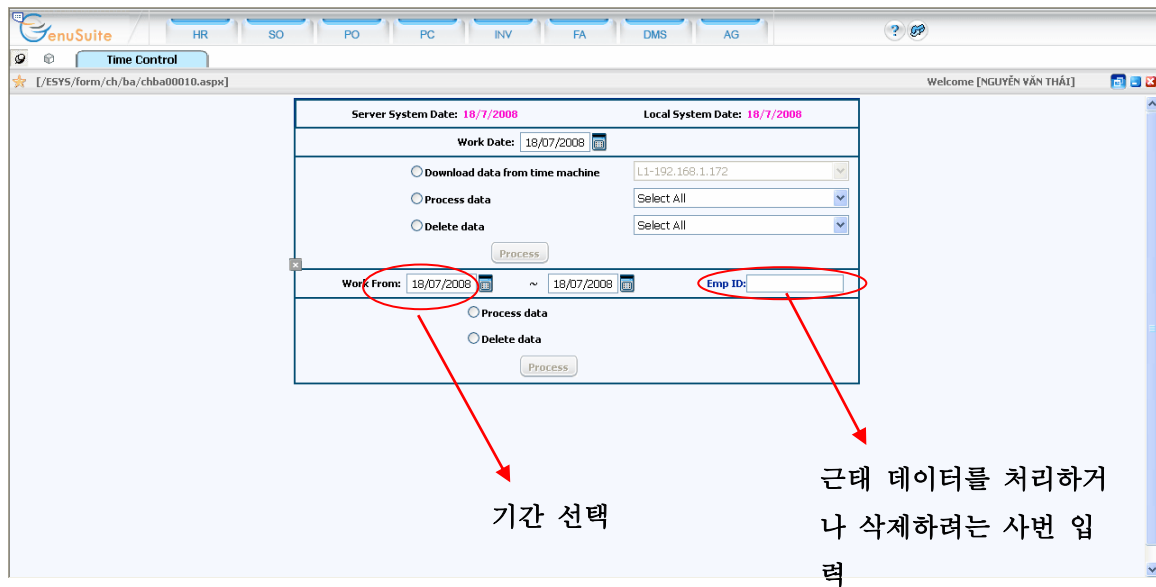 GenuSuite HR SO PO PC INV FA DMS AG ?
Time Control
[/ESYS/form/ch/ba/chba00010.aspx] Welcome [NGUYỄN VĂN THÁI]
Server System Date: 18/7/2008 Local System Date: 18/7/2008
Work Date: 18/07/2008
Download data from time machine L1-192.168.1.172
Process data Select All
Delete data Select All
Process
Work From: 18/07/2008 ~ 18/07/2008 Emp ID:
Process data
Delete data
Process
기간 선택
근태 데이터를 처리하거
나 삭제하려는 사번 입
력